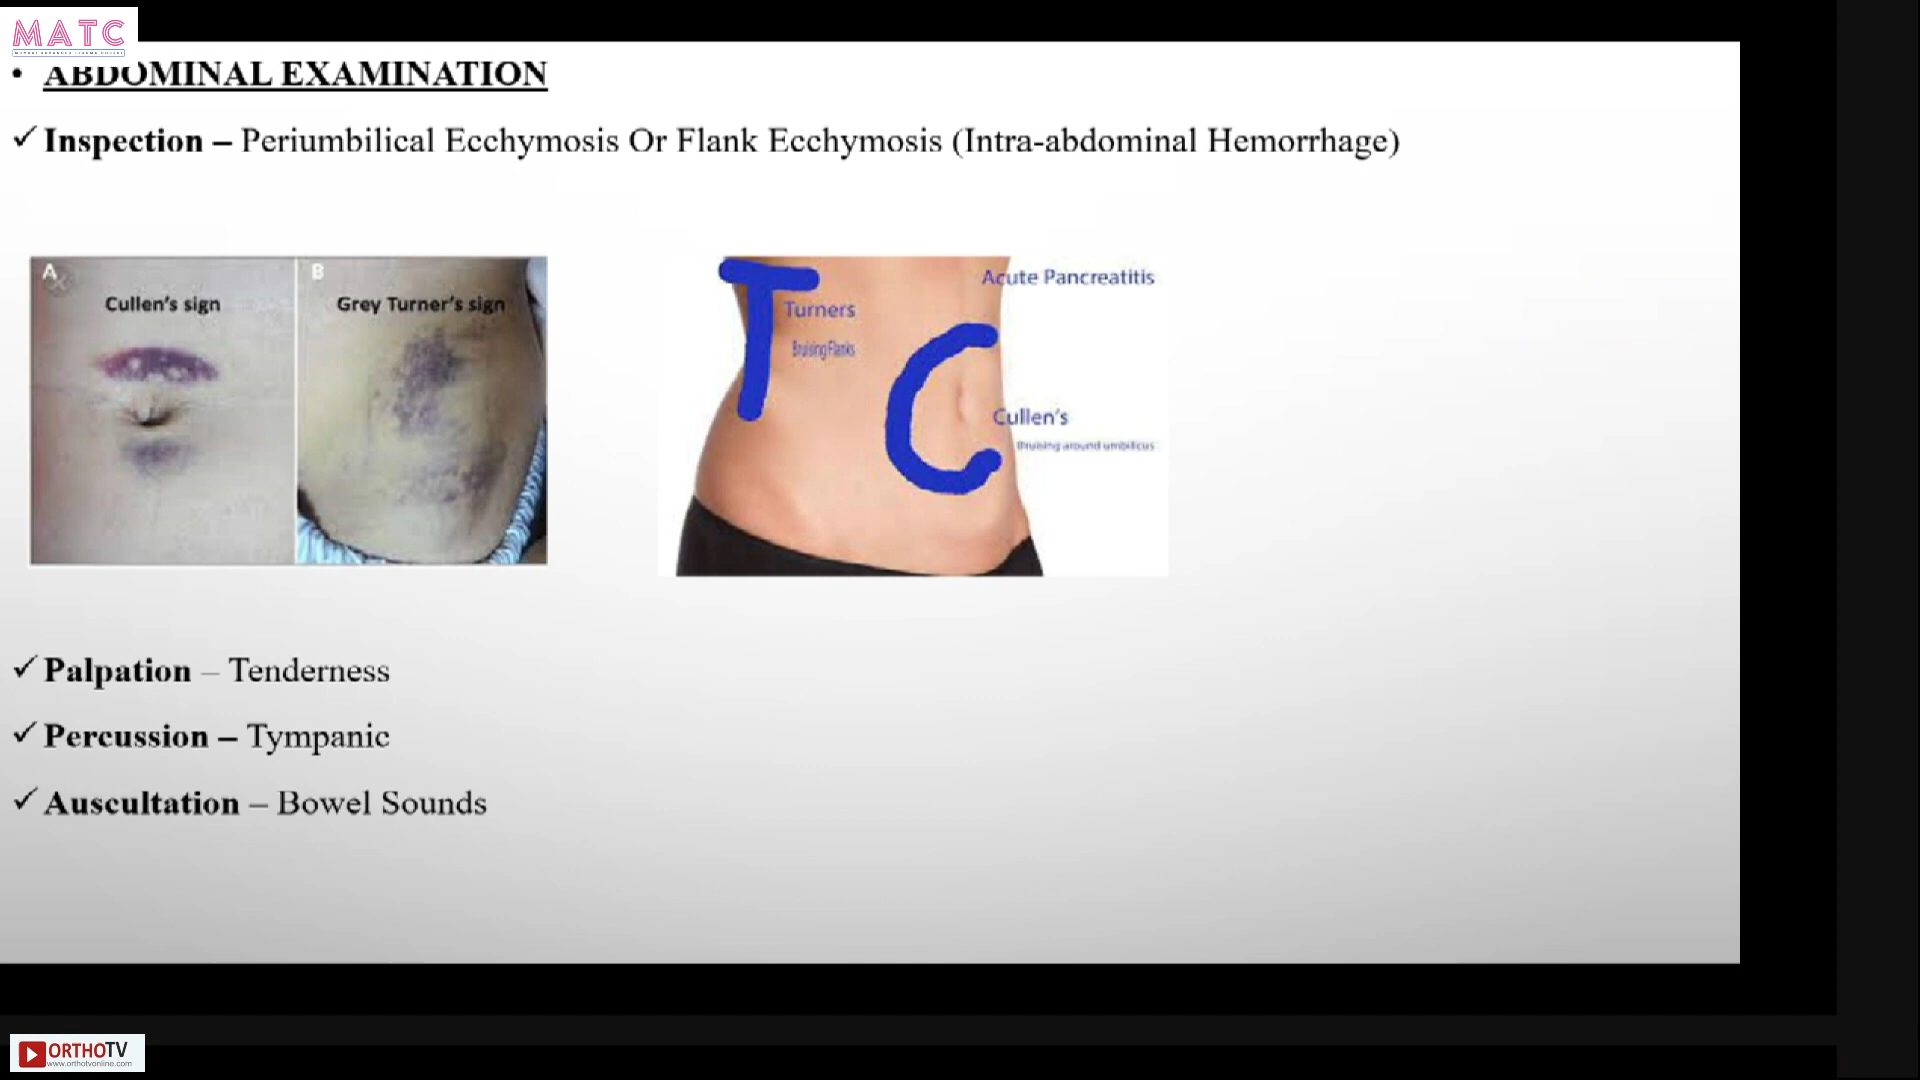 MATC
• ABDOMINAL EXAMINATION
✓ Inspection – Periumbilical Ecchymosis Or Flank Ecchymosis (Intra-abdominal Hemorrhage)
A
Cullen's sign
B
Grey Turner's sign
T
Turners
Bruising Flanks
Acute Pancreatitis
C
Cullen's
Bruising around umbilicus
✓ Palpation – Tenderness
✓ Percussion – Tympanic
✓ Auscultation – Bowel Sounds
ORTHOTV
www.orthotvonline.com